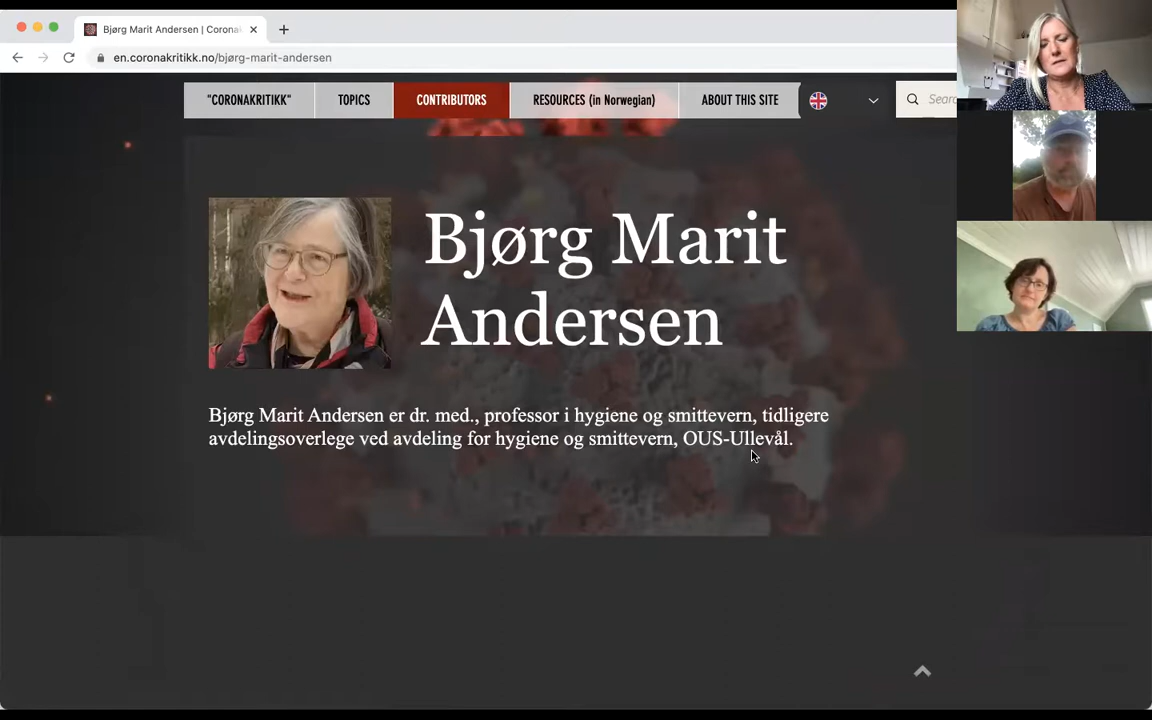 Bjørg Marit Andersen | Corona
en.coronakritikk.no/bjørg-marit-andersen
"CORONAKRITIKK"
TOPICS
CONTRIBUTORS
RESOURCES (in Norwegian)
ABOUT THIS SITE
Searc
Bjørg Marit
Andersen
Bjørg Marit Andersen er dr. med., professor i hygiene og smittevern, tidligere
avdelingsoverlege ved avdeling for hygiene og smittevern, OUS-Ullevål.